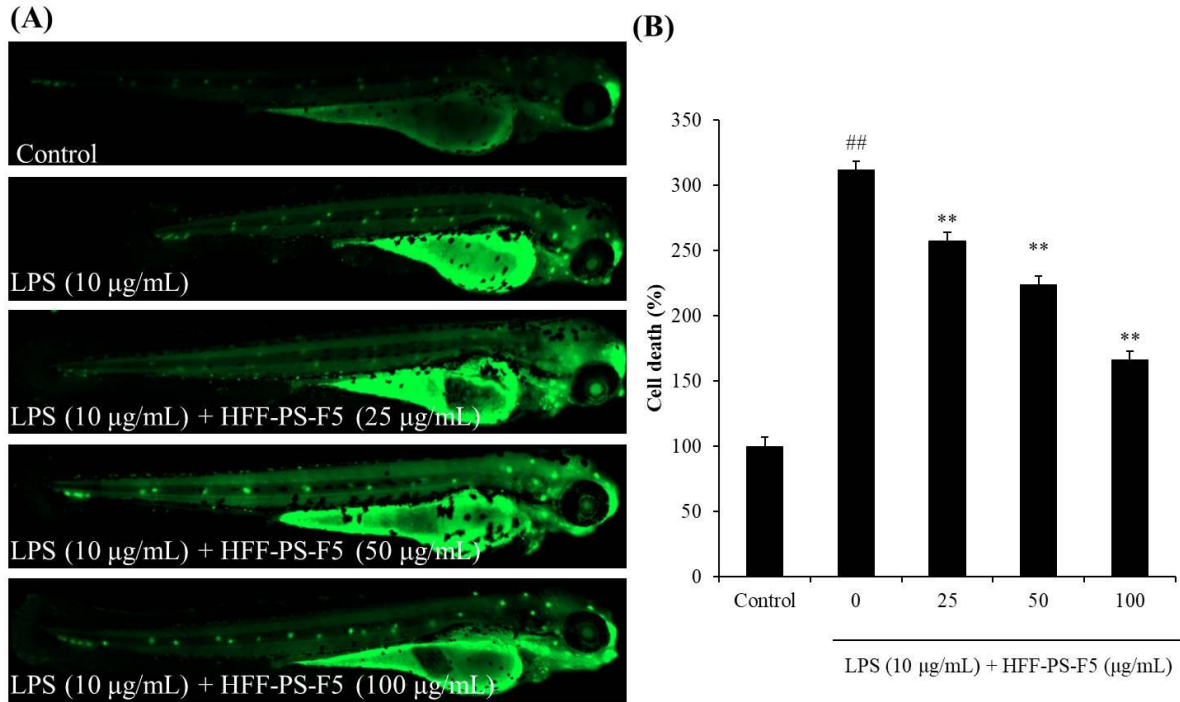 (A)
Control
LPS (10 μg/mL)
LPS (10 μg/mL) + HFF-PS-F5 (25 μg/mL)
LPS (10 μg/mL) + HFF-PS-F5 (50 μg/mL)
LPS (10 μg/mL) + HFF-PS-F5 (100 μg/mL)
(B)
Cell death (%)
350
300
250
200
150
100
50
0
##
**
**
**
Control 0 25 50 100
LPS (10 μg/mL) + HFF-PS-F5 (μg/mL)